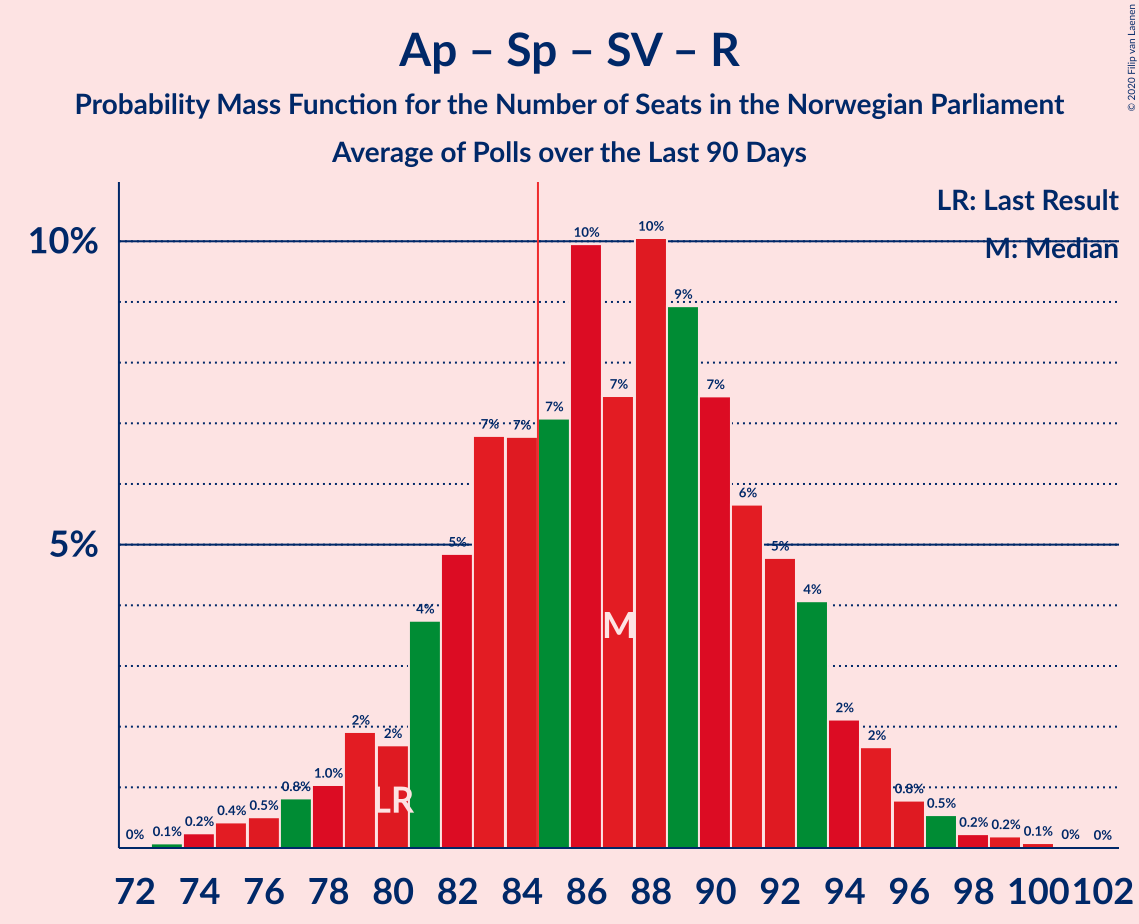 Ap – Sp – SV – R
Probability Mass Function for the Number of Seats in the Norwegian Parliament
Average of Polls over the Last 90 Days
© 2020 Filip van Laenen
LR: Last Result
M: Median
10%
5%
0% 0.1% 0.2% 0.4% 0.5% 0.8% 1.0% 2% 2% 4% 5% 7% 7% 7% 10% 7% 10% 9% 7% 6% 5% 4% 2% 2% 0.8% 0.5% 0.2% 0.2% 0.1% 0% 0%
M
LR
72 74 76 78 80 82 84 86 88 90 92 94 96 98 100 102